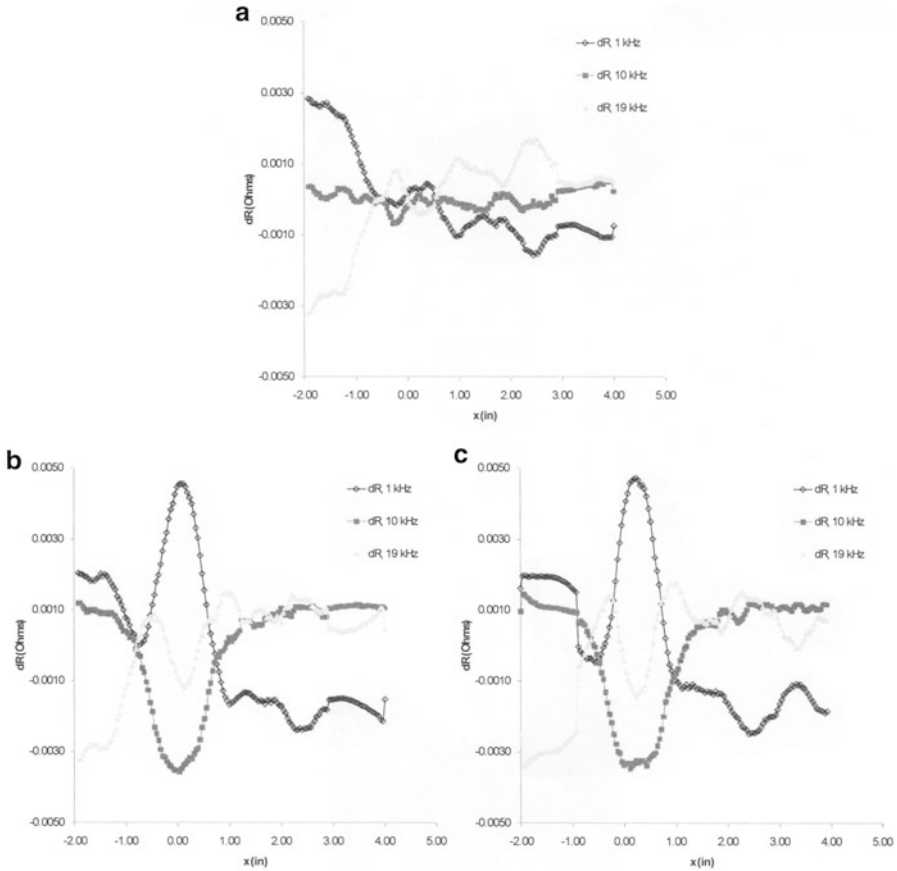 a
0.0050
0.0030
0.0010
-0.0010
-0.0030
-0.0050
dR(Ohms)
-2.00 -1.00 0.00 1.00 2.00 3.00 4.00 5.00
x(in)
dR, 1 kHz
dR, 10 kHz
dR, 19 kHz
b
0.0050
0.0030
0.0010
-0.0010
-0.0030
-0.0050
dR(Ohms)
-2.00 -1.00 0.00 1.00 2.00 3.00 4.00 5.00
x(in)
dR, 1 kHz
dR, 10 kHz
dR, 19 kHz
c
0.0050
0.0030
0.0010
-0.0010
-0.0030
-0.0050
dR(Ohms)
-2.00 -1.00 0.00 1.00 2.00 3.00 4.00 5.00
x(in)
dR, 1 kHz
dR, 10 kHz
dR, 19 kHz